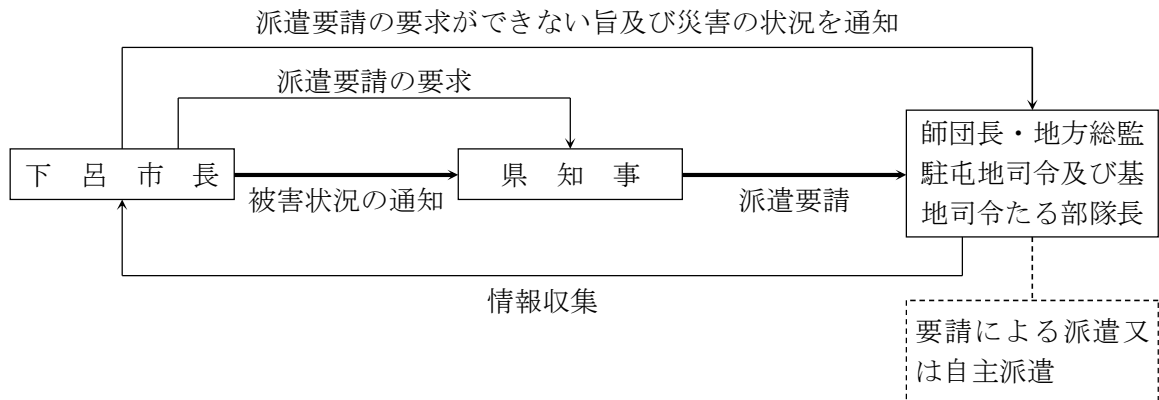 派遣要請の要求ができない旨及び災害の状況を通知
派遣要請の要求
下呂市長
被害状況の通知
県知事
派遣要請
師団長・地方総監
駐屯地司令及び基
地司令たる部隊長
情報収集
要請による派遣又
は自主派遣